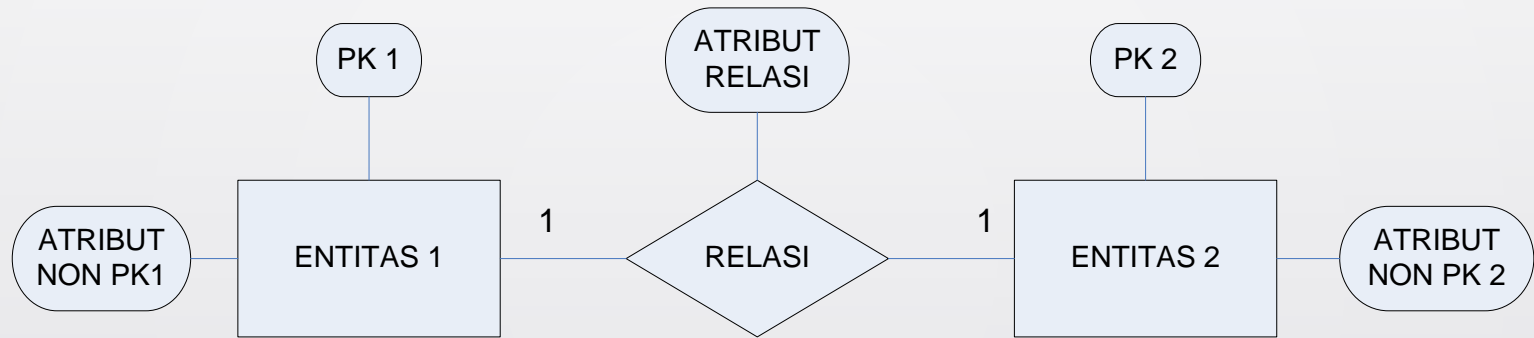 PK 1
ATRIBUT
RELASI
PK 2
ATRIBUT
NON PK1
ENTITAS 1
1
RELASI
1
ENTITAS 2
ATRIBUT
NON PK 2